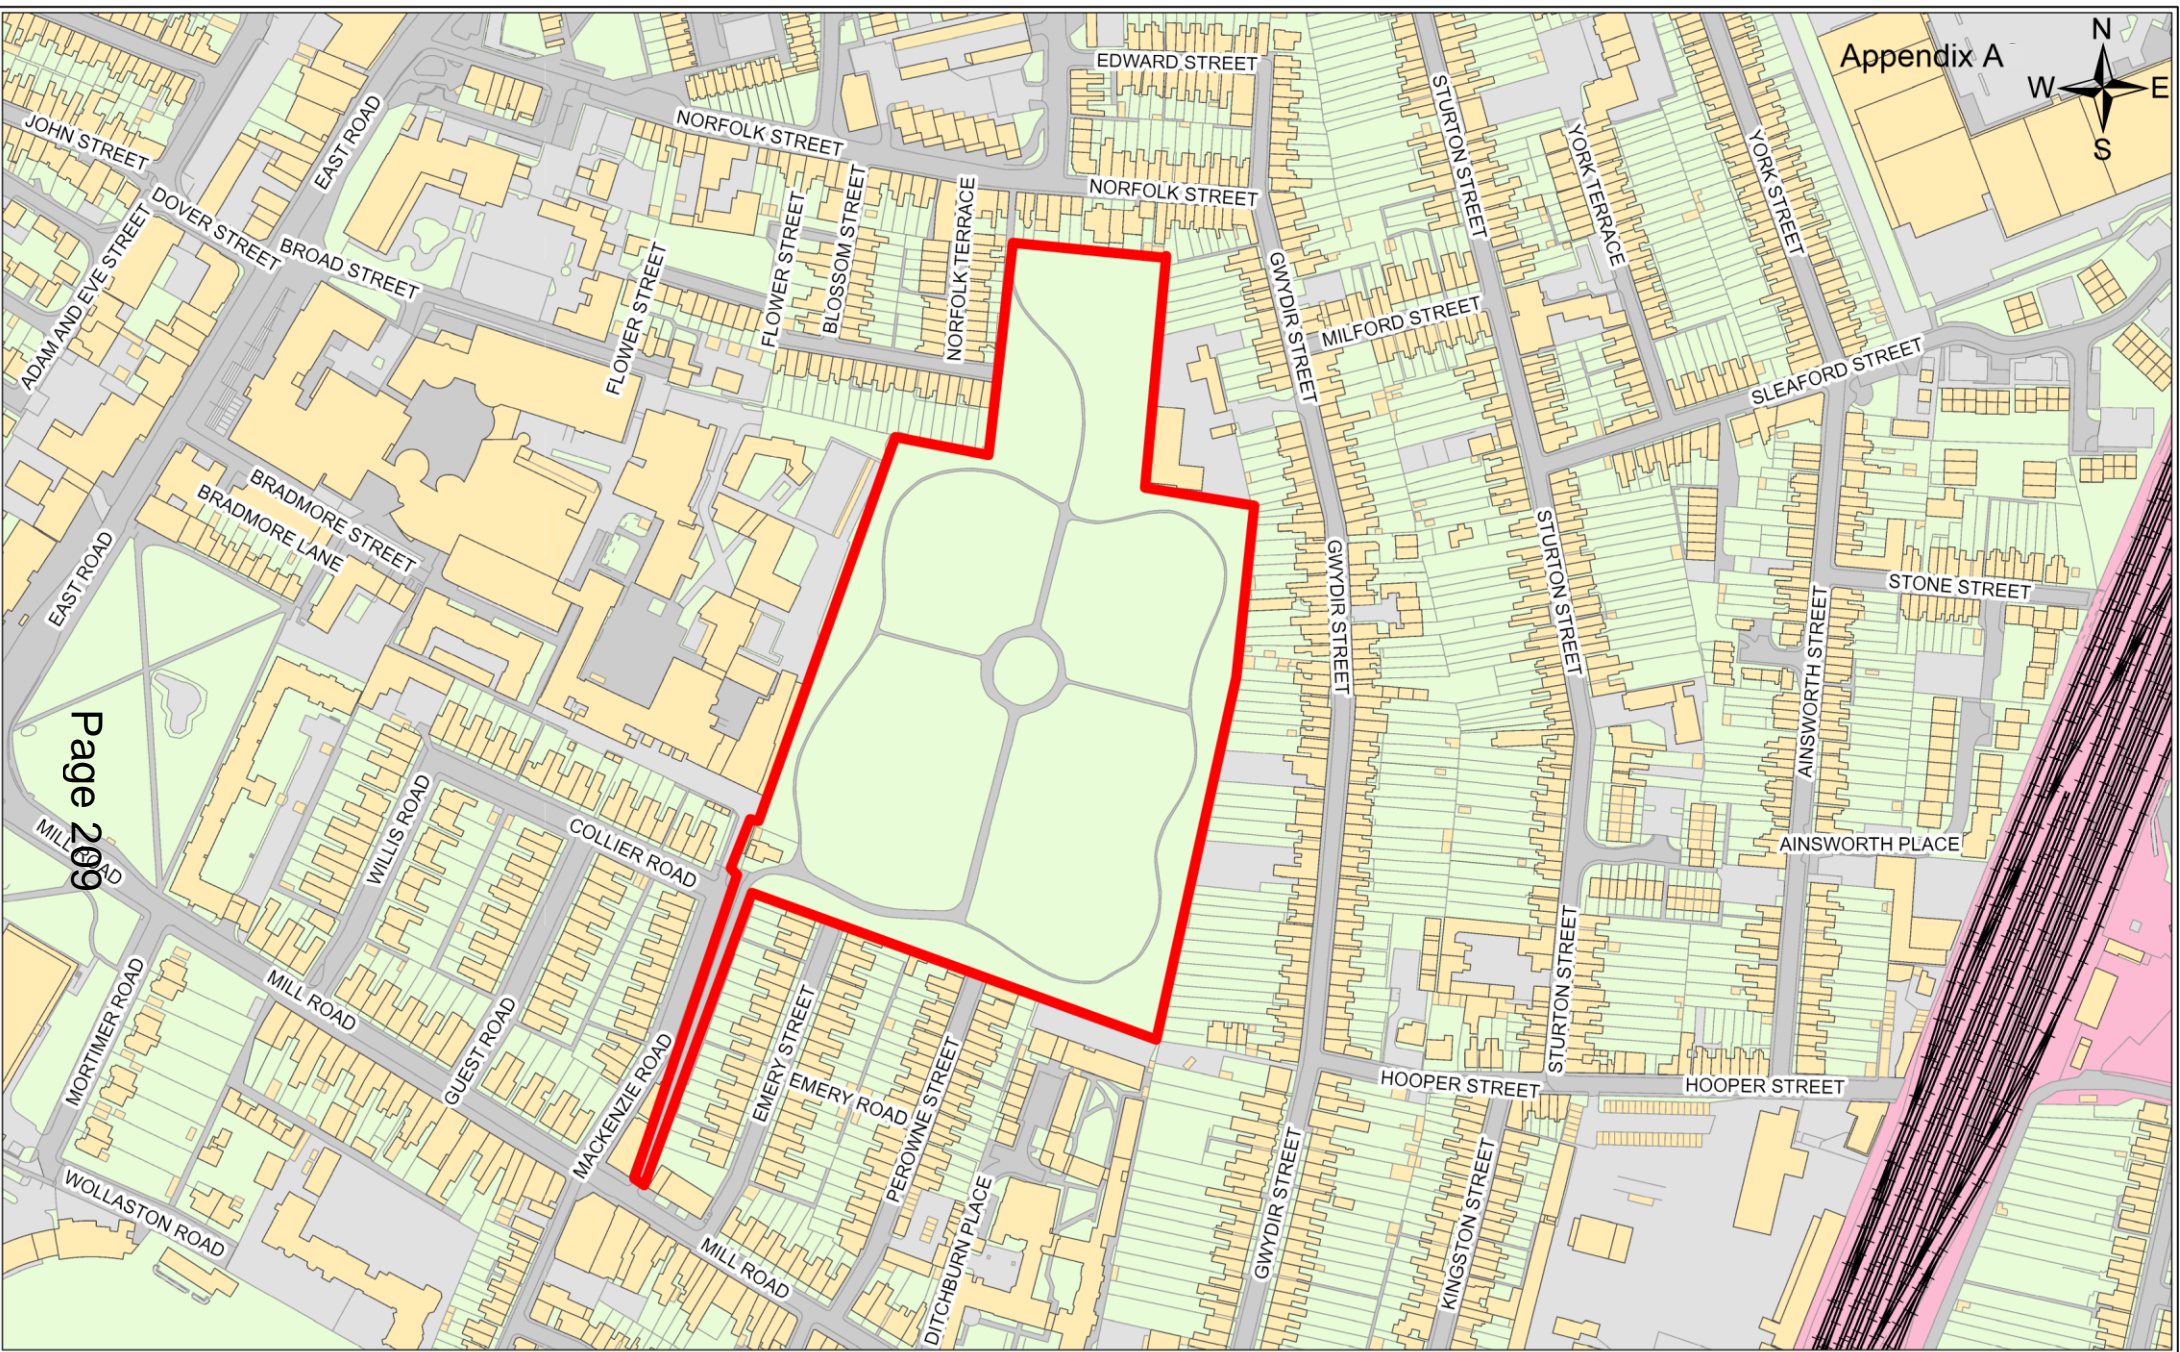 Appendix A
N
W
E
S
EDWARD STREET
NORFOLK STREET
NORFOLK STREET
JOHN STREET
EAST ROAD
DOVER STREET
ADAM AND EVE STREET
BROAD STREET
FLOWER STREET
FLOWER STREET
BLOSSOM STREET
NORFOLK TERRACE
STURTON STREET
YORK TERRACE
YORK STREET
GWYDIR STREET
MILFORD STREET
SLEAFORD STREET
BRADMORE STREET
BRADMORE LANE
EAST ROAD
GWYDIR STREET
STURTON STREET
STONE STREET
AINSWORTH STREET
AINSWORTH PLACE
Page 209
MILL ROAD
WILLIS ROAD
COLLIER ROAD
MORTIMER ROAD
MILL ROAD
GUEST ROAD
MACKENZIE ROAD
EMERY STREET
EMERY ROAD
PEROWNE STREET
STURTON STREET
HOOPER STREET
HOOPER STREET
WOLLASTON ROAD
MILL ROAD
DITCHBURN PLACE
GWYDIR STREET
KINGSTON STREET